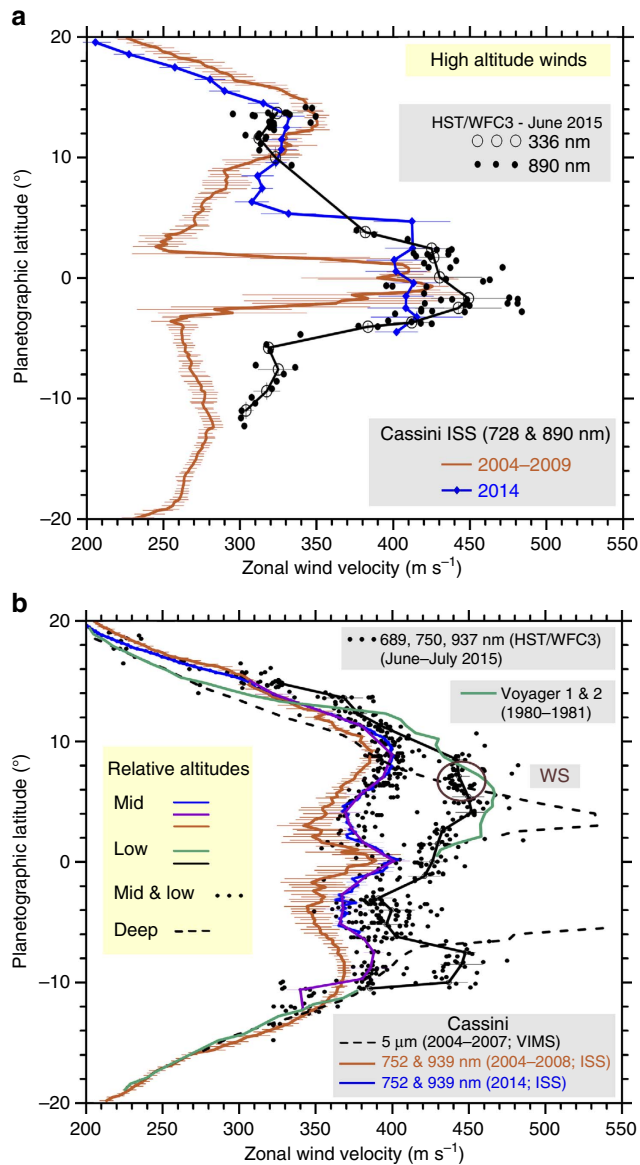 a
20
10
0
−10
−20
Planetographic latitude (°)
High altitude winds
HST/WFC3 - June 2015
336 nm
890 nm
Cassini ISS (728 & 890 nm)
2004–2009
2014
200 250 300 350 400 450 500 550
Zonal wind velocity (m s⁻¹)
b
20
10
0
−10
−20
Planetographic latitude (°)
689, 750, 937 nm (HST/WFC3)
(June–July 2015)
Voyager 1 & 2
(1980–1981)
WS
Relative altitudes
Mid
Low
Mid & low
Deep
Cassini
5 µm (2004–2007; VIMS)
752 & 939 nm (2004–2008; ISS)
752 & 939 nm (2014; ISS)
200 250 300 350 400 450 500 550
Zonal wind velocity (m s⁻¹)